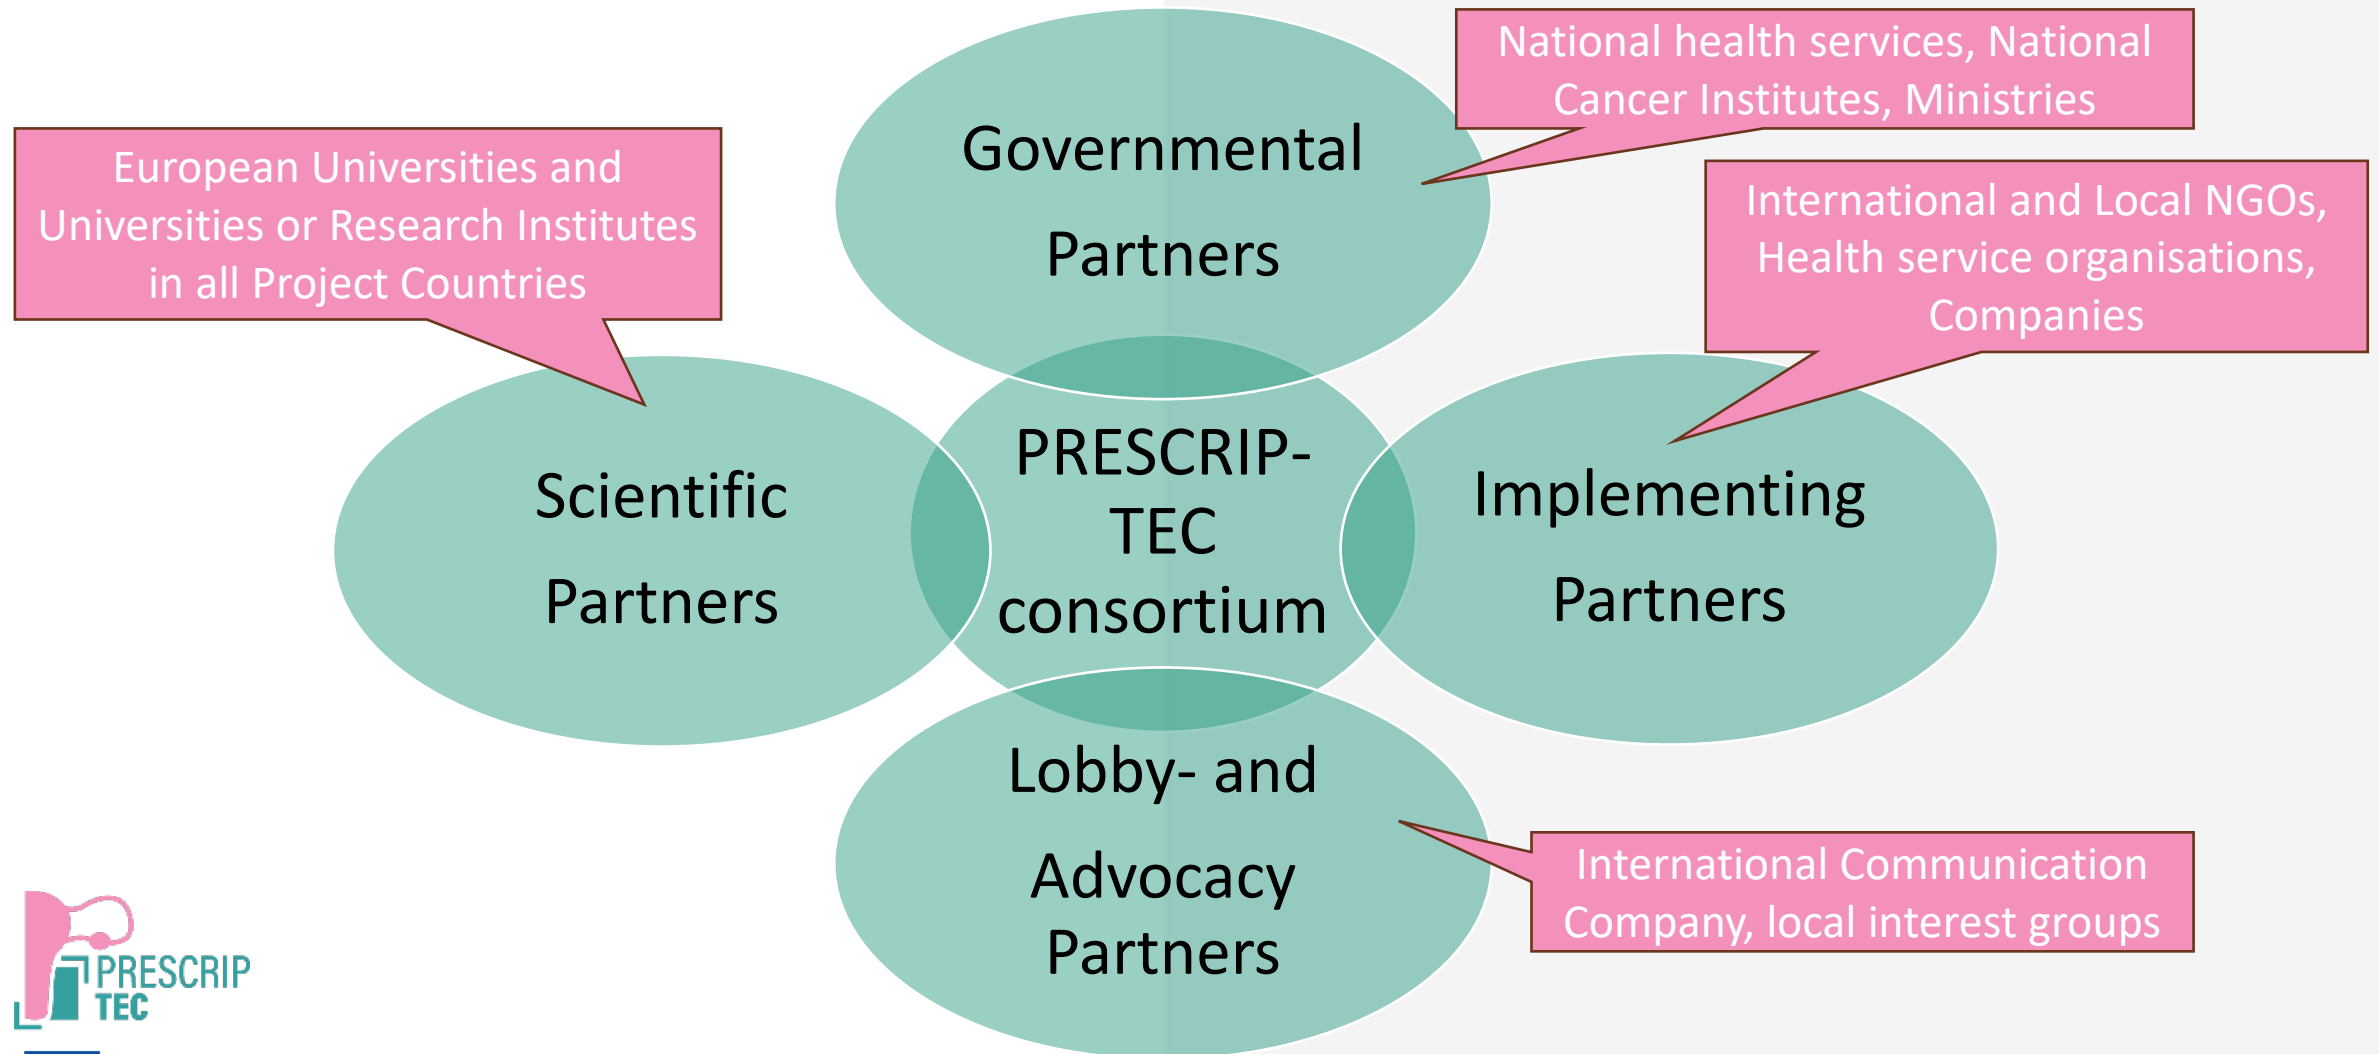 National health services, National
Cancer Institutes, Ministries
Governmental
Partners
European Universities and
Universities or Research Institutes
in all Project Countries
International and Local NGOs,
Health service organisations,
Companies
Scientific
Partners
PRESCRIP-
TEC
consortium
Implementing
Partners
Lobby- and
Advocacy
Partners
International Communication
Company, local interest groups
PRESCRIP
TEC